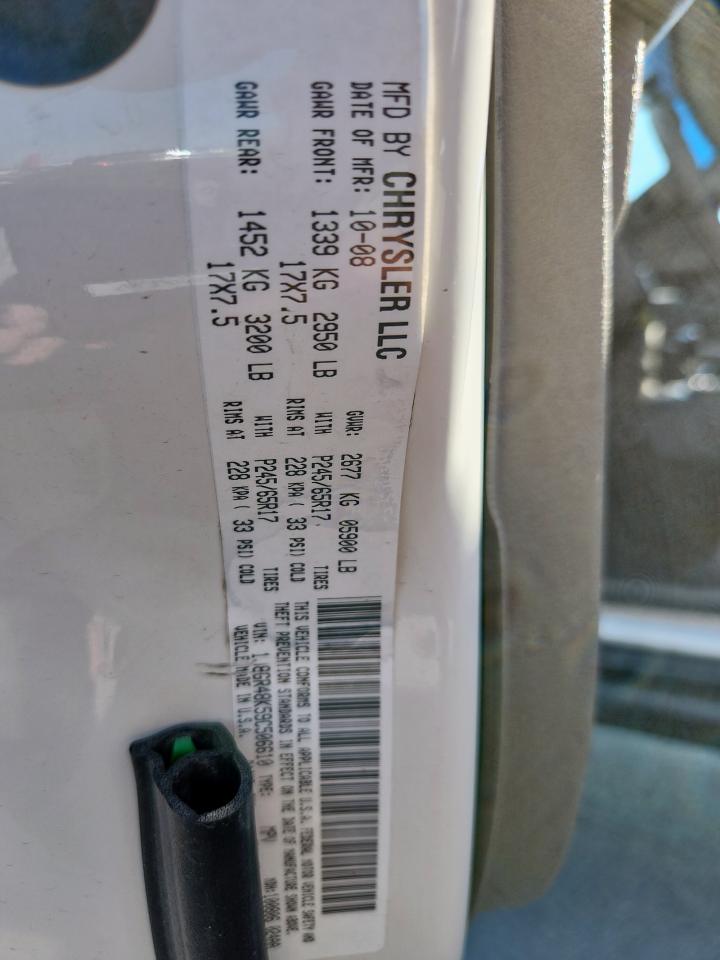 MFD BY CHRYSLER LLC
DATE OF MFR: 10-08 GVWR: 2677 KG 05900 LB
GAWR FRONT: 1339 KG 2950 LB WITH P245/65R17 TIRES
17X7.5 RIMS AT 228 KPA( 33 PSI) COLD
GAWR REAR: 1452 KG 3200 LB WITH P245/65R17 TIRES
17X7.5 RIMS AT 228 KPA( 33 PSI) COLD
THIS VEHICLE CONFORMS TO ALL APPLICABLE U.S.A. FEDERAL MOTOR VEHICLE SAFETY AND
THEFT PREVENTION STANDARDS IN EFFECT ON THE DATE OF MANUFACTURE SHOWN ABOVE.
VIN: TYPE: MPV
VEHICLE MADE IN U.S.A.